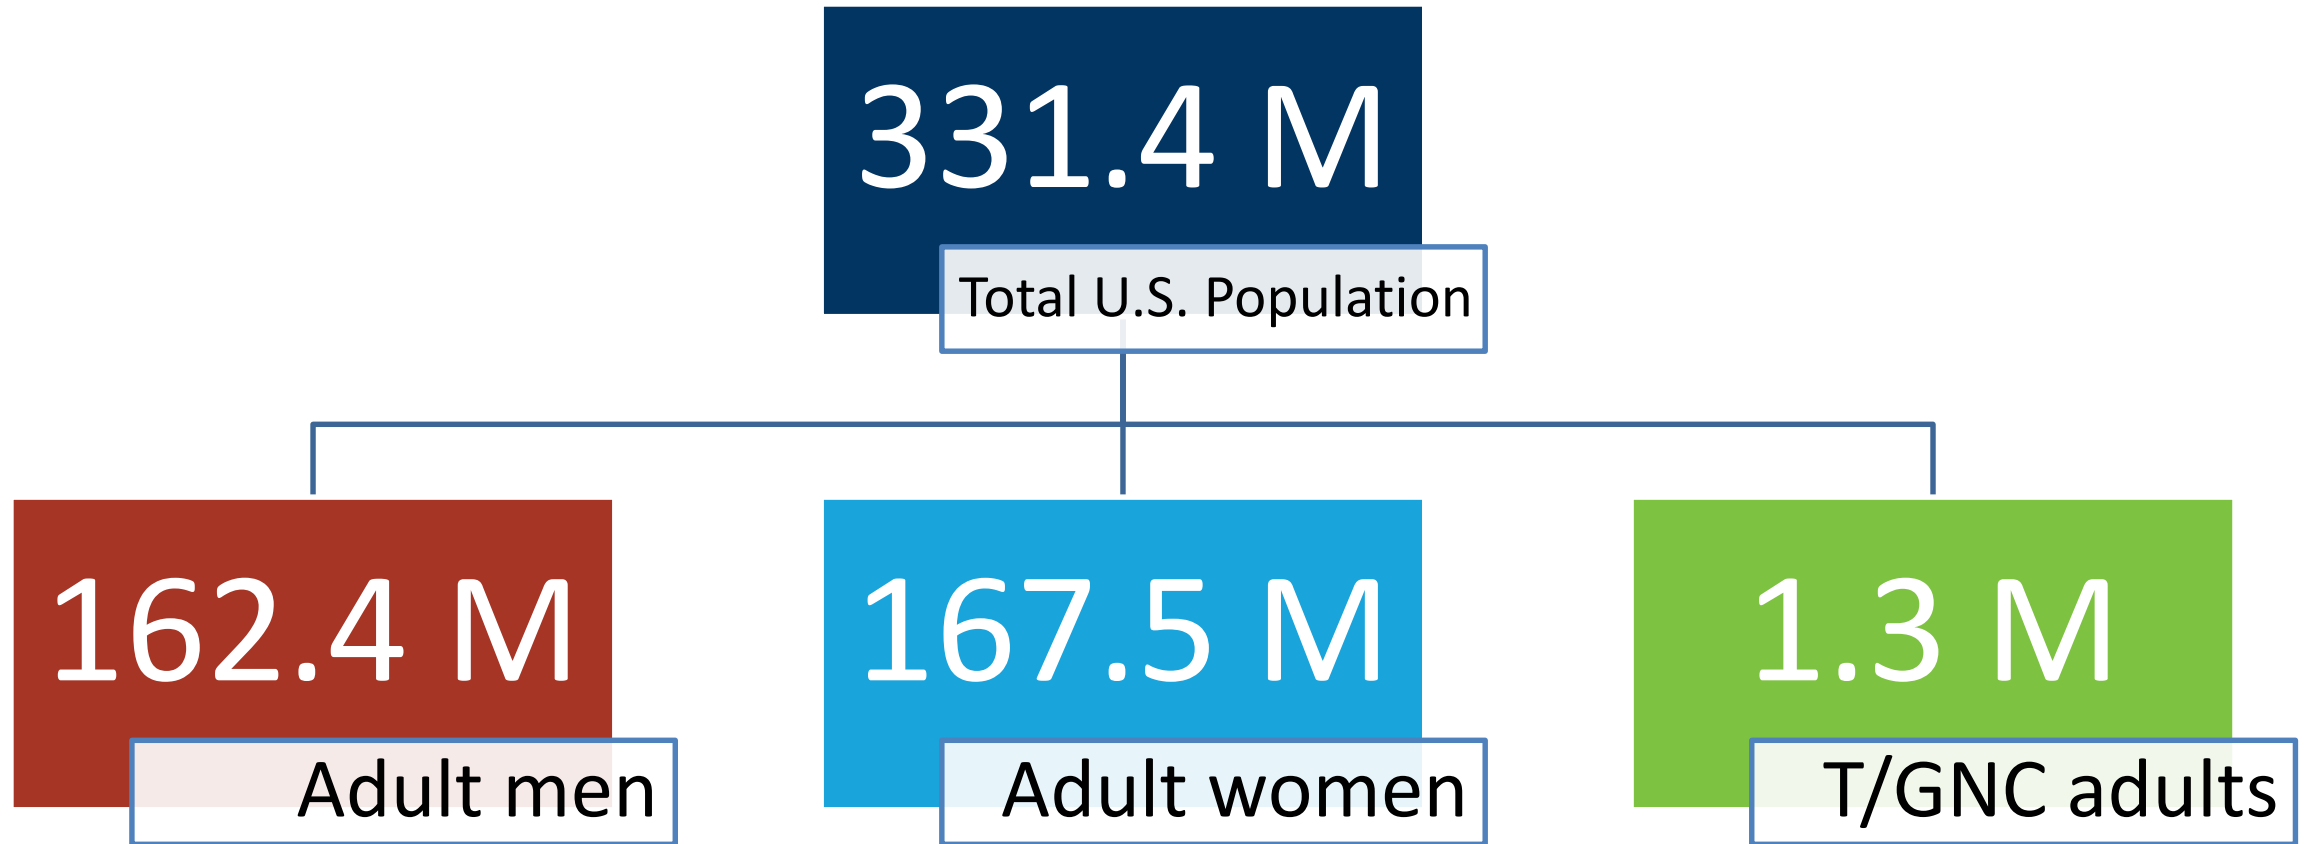 331.4 M
Total U.S. Population
162.4 M
Adult men
167.5 M
Adult women
1.3 M
T/GNC adults